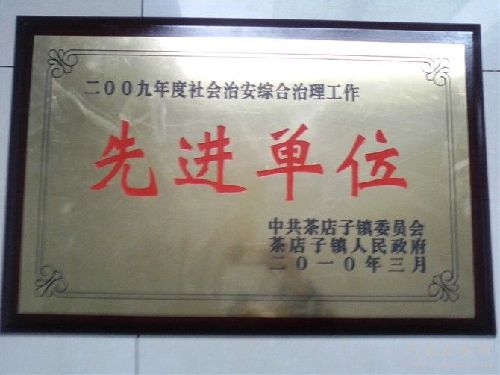 二00九年度社会治安综合治理工作
先进单位
中共茶店子镇委员会
茶店子镇人民政府
二0一0年三月